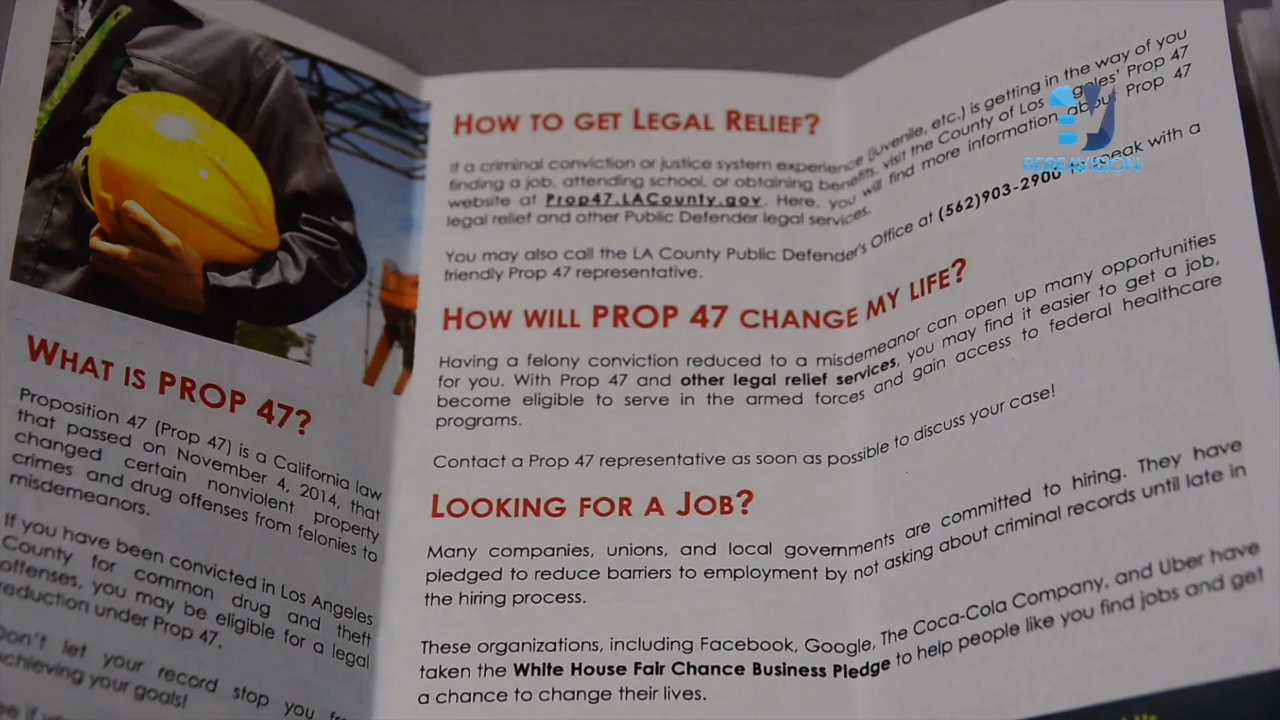 WHAT IS PROP 47?
Proposition 47 (Prop 47) is a California law
that passed on November 4, 2014, that
changed certain nonviolent property
crimes and drug offenses from felonies to
misdemeanors.
If you have been convicted in Los Angeles
County for common drug and theft
offenses, you may be eligible for a legal
reduction under Prop 47.
Don't let your record stop you
achieving your goals!
HOW TO GET LEGAL RELIEF?
If a criminal conviction or justice system experience (juvenile, etc.) is getting in the way of you
finding a job, attending school, or obtaining benefits, visit the County of Los Angeles' Prop 47
website at Prop47.LACounty.gov. Here, you will find more information about Prop 47
legal relief and other Public Defender legal services.
You may also call the LA County Public Defender's Office at (562)903-2900 to speak with a
friendly Prop 47 representative.
HOW WILL PROP 47 CHANGE MY LIFE?
Having a felony conviction reduced to a misdemeanor can open up many opportunities
for you. With Prop 47 and other legal relief services, you may find it easier to get a job,
become eligible to serve in the armed forces and gain access to federal healthcare
programs.
Contact a Prop 47 representative as soon as possible to discuss your case!
LOOKING FOR A JOB?
Many companies, unions, and local governments are committed to hiring. They have
pledged to reduce barriers to employment by not asking about criminal records until late in
the hiring process.
These organizations, including Facebook, Google, The Coca-Cola Company, and Uber have
taken the White House Fair Chance Business Pledge to help people like you find jobs and get
a chance to change their lives.
BEREAVISION